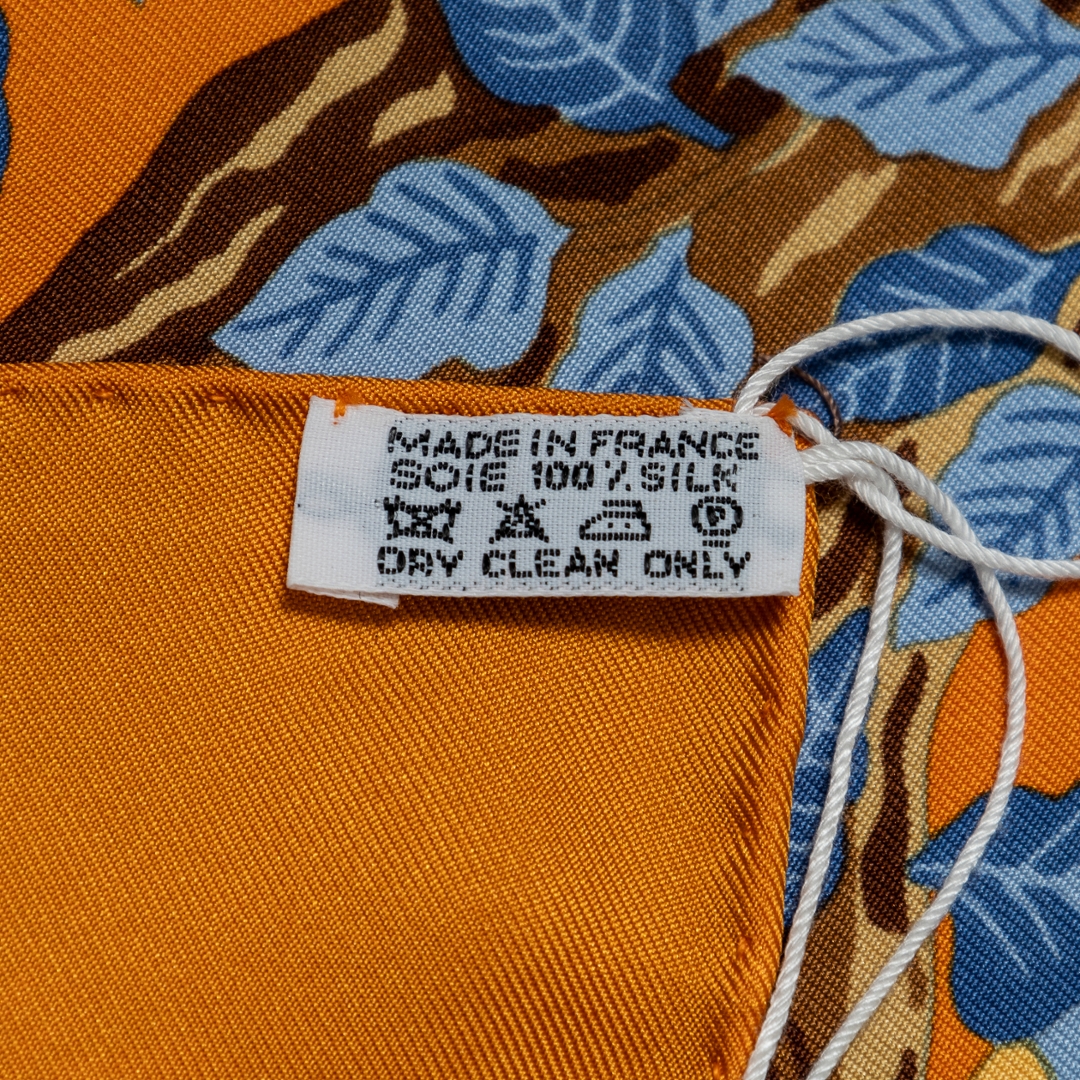 MADE IN FRANCE
SOIE 100% SILK
P
DRY CLEAN ONLY